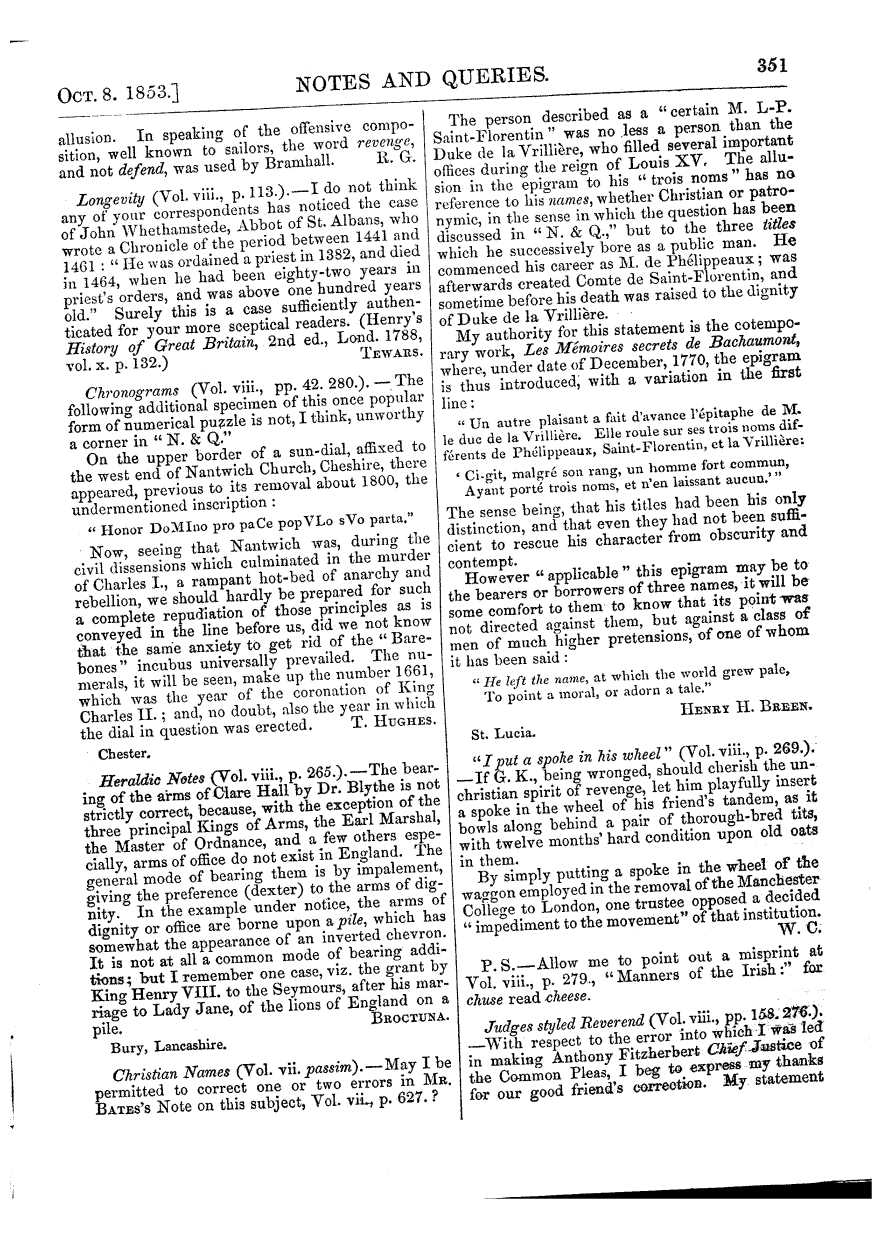 OCT. 8. 1853.]
NOTES AND QUERIES.
351
allusion. In speaking of the offensive compo-
sition, well known to sailors, the word revenge,
and not defend, was used by Bramhall. R. G.
Longevity (Vol. viii., p. 113.).—I do not think
any of your correspondents has noticed the case
of John Whethamstede, Abbot of St. Albans, who
wrote a Chronicle of the period between 1441 and
1461 : "He was ordained a priest in 1382, and died
in 1464, when he had been eighty-two years in
priest's orders, and was above one hundred years
old." Surely this is a case sufficiently authen-
ticated for your more sceptical readers. (Henry's
History of Great Britain, 2nd ed., Lond. 1788,
vol. x. p. 132.) TEWARS.
Chronograms (Vol. viii., pp. 42. 280.). — The
following additional specimen of this once popular
form of numerical puzzle is not, I think, unworthy
a corner in "N. & Q."
On the upper border of a sun-dial, affixed to
the west end of Nantwich Church, Cheshire, there
appeared, previous to its removal about 1800, the
undermentioned inscription :
"Honor DoMIno pro paCe popVLo sVo parta."
Now, seeing that Nantwich was, during the
civil dissensions which culminated in the murder
of Charles I., a rampant hot-bed of anarchy and
rebellion, we should hardly be prepared for such
a complete repudiation of those principles as is
conveyed in the line before us, did we not know
that the same anxiety to get rid of the "Bare-
bones" incubus universally prevailed. The nu-
merals, it will be seen, make up the number 1661,
which was the year of the coronation of King
Charles II. ; and, no doubt, also the year in which
the dial in question was erected. T. HUGHES.
Chester.
Heraldic Notes (Vol. viii., p. 265.).—The bear-
ing of the arms of Clare Hall by Dr. Blythe is not
strictly correct, because, with the exception of the
three principal Kings of Arms, the Earl Marshal,
the Master of Ordnance, and a few others espe-
cially, arms of office do not exist in England. The
general mode of bearing them is by impalement,
giving the preference (dexter) to the arms of dig-
nity. In the example under notice, the arms of
dignity or office are borne upon a pile, which has
somewhat the appearance of an inverted chevron.
It is not at all a common mode of bearing addi-
tions; but I remember one case, viz. the grant by
King Henry VIII. to the Seymours, after his mar-
riage to Lady Jane, of the lions of England on a
pile. BROCTUNA.
Bury, Lancashire.
Christian Names (Vol. vii. passim).—May I be
permitted to correct one or two errors in MR.
BATES's Note on this subject, Vol. vii., p. 627. ?
The person described as a "certain M. L-P.
Saint-Florentin" was no less a person than the
Duke de la Vrillière, who filled several important
offices during the reign of Louis XV. The allu-
sion in the epigram to his "trois noms" has no
reference to his names, whether Christian or patro-
nymic, in the sense in which the question has been
discussed in "N. & Q.," but to the three titles
which he successively bore as a public man. He
commenced his career as M. de Phélippeaux ; was
afterwards created Comte de Saint-Florentin, and
sometime before his death was raised to the dignity
of Duke de la Vrillière.
My authority for this statement is the cotempo-
rary work, Les Mémoires secrets de Bachaumont,
where, under date of December, 1770, the epigram
is thus introduced, with a variation in the first
line :
"Un autre plaisant a fait d'avance l'épitaphe de M.
le duc de la Vrillière. Elle roule sur ses trois noms dif-
férents de Phélippeaux, Saint-Florentin, et la Vrillière:
'Ci-git, malgré son rang, un homme fort commun,
Ayant porté trois noms, et n'en laissant aucun.'"
The sense being, that his titles had been his only
distinction, and that even they had not been suffi-
cient to rescue his character from obscurity and
contempt.
However "applicable" this epigram may be to
the bearers or borrowers of three names, it will be
some comfort to them to know that its point was
not directed against them, but against a class of
men of much higher pretensions, of one of whom
it has been said :
"He left the name, at which the world grew pale,
To point a moral, or adorn a tale."
HENRY H. BREEN.
St. Lucia.
"I put a spoke in his wheel" (Vol. viii., p. 269.).
—If G. K., being wronged, should cherish the un-
christian spirit of revenge, let him playfully insert
a spoke in the wheel of his friend's tandem, as it
bowls along behind a pair of thorough-bred tits,
with twelve months' hard condition upon old oats
in them.
By simply putting a spoke in the wheel of the
waggon employed in the removal of the Manchester
College to London, one trustee opposed a decided
"impediment to the movement" of that institution.
W. C.
P. S.—Allow me to point out a misprint at
Vol. viii., p. 279., "Manners of the Irish:" for
chuse read cheese.
Judges styled Reverend (Vol. viii., pp. 158. 276.).
—With respect to the error into which I was led
in making Anthony Fitzherbert Chief Justice of
the Common Pleas, I beg to express my thanks
for our good friend's correction. My statement